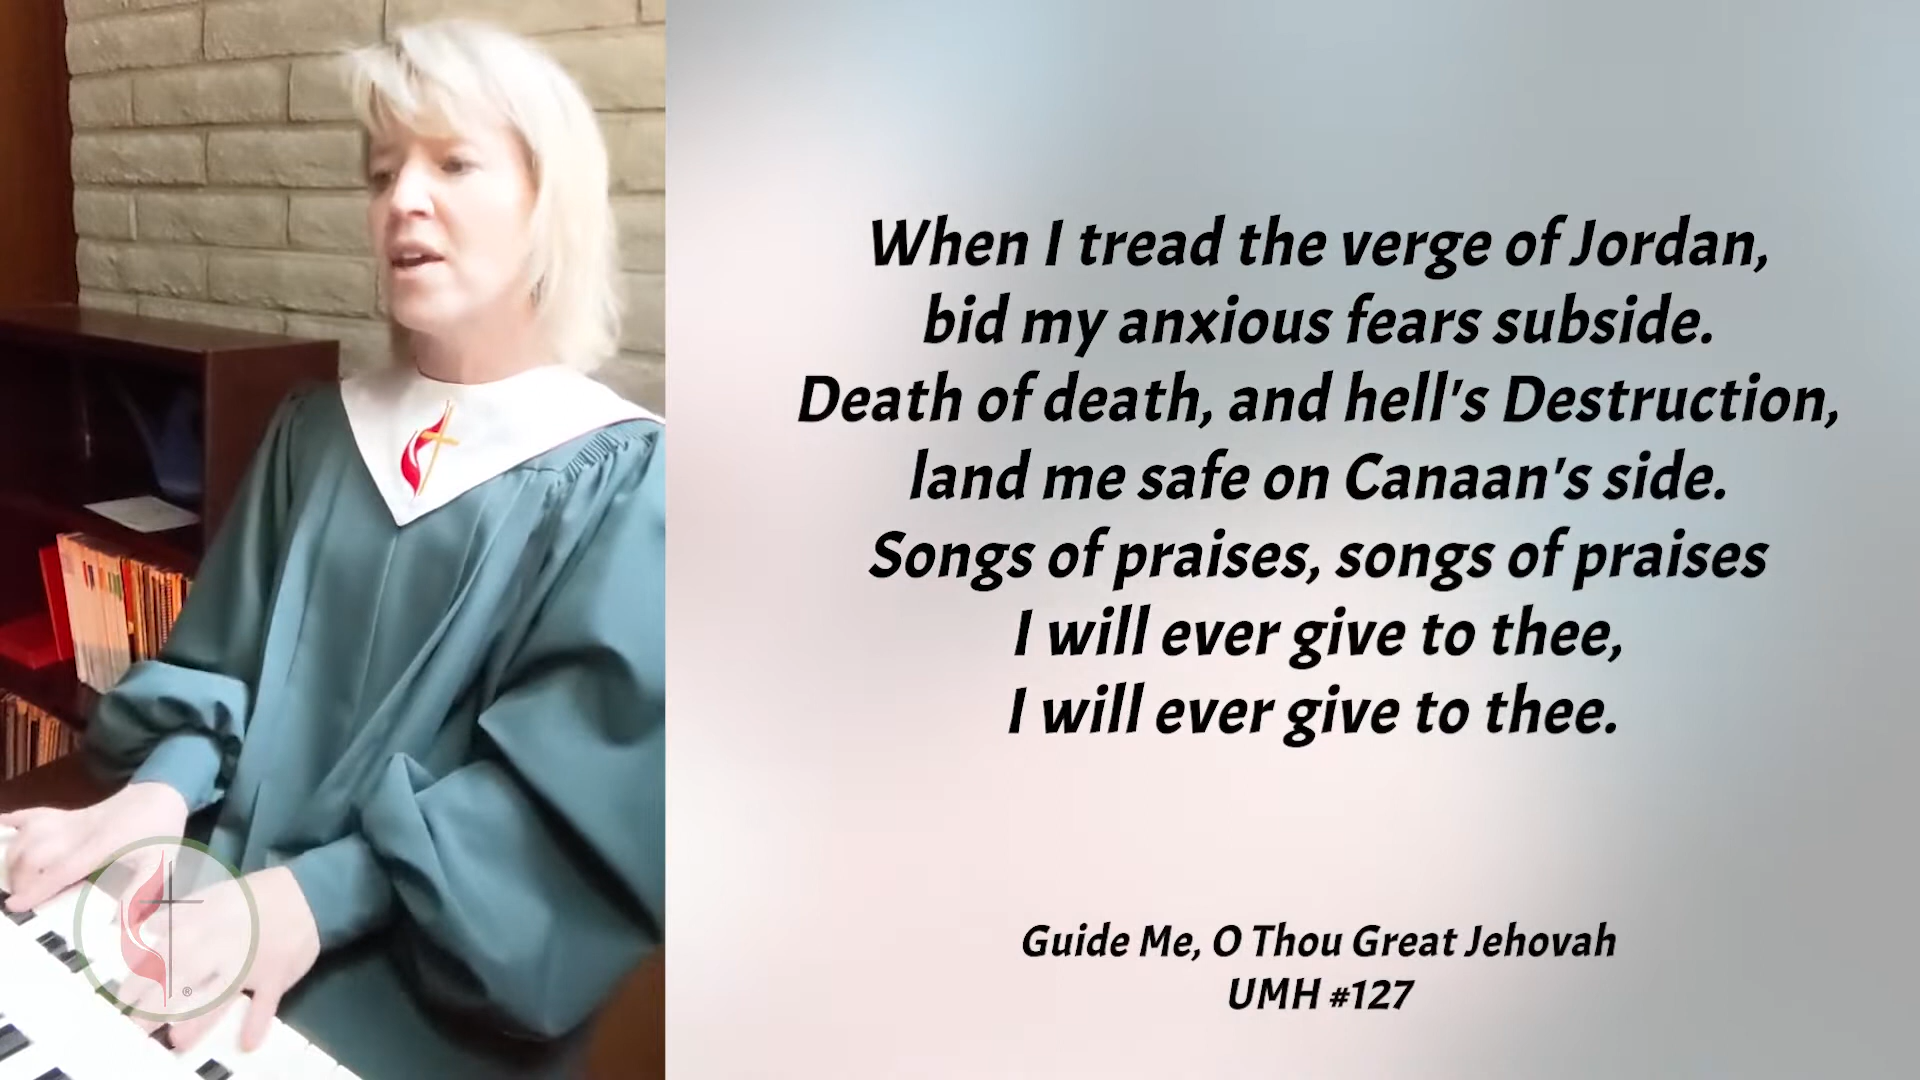 When I tread the verge of Jordan,
bid my anxious fears subside.
Death of death, and hell's Destruction,
land me safe on Canaan's side.
Songs of praises, songs of praises
I will ever give to thee,
I will ever give to thee.
Guide Me, O Thou Great Jehovah
UMH #127
®